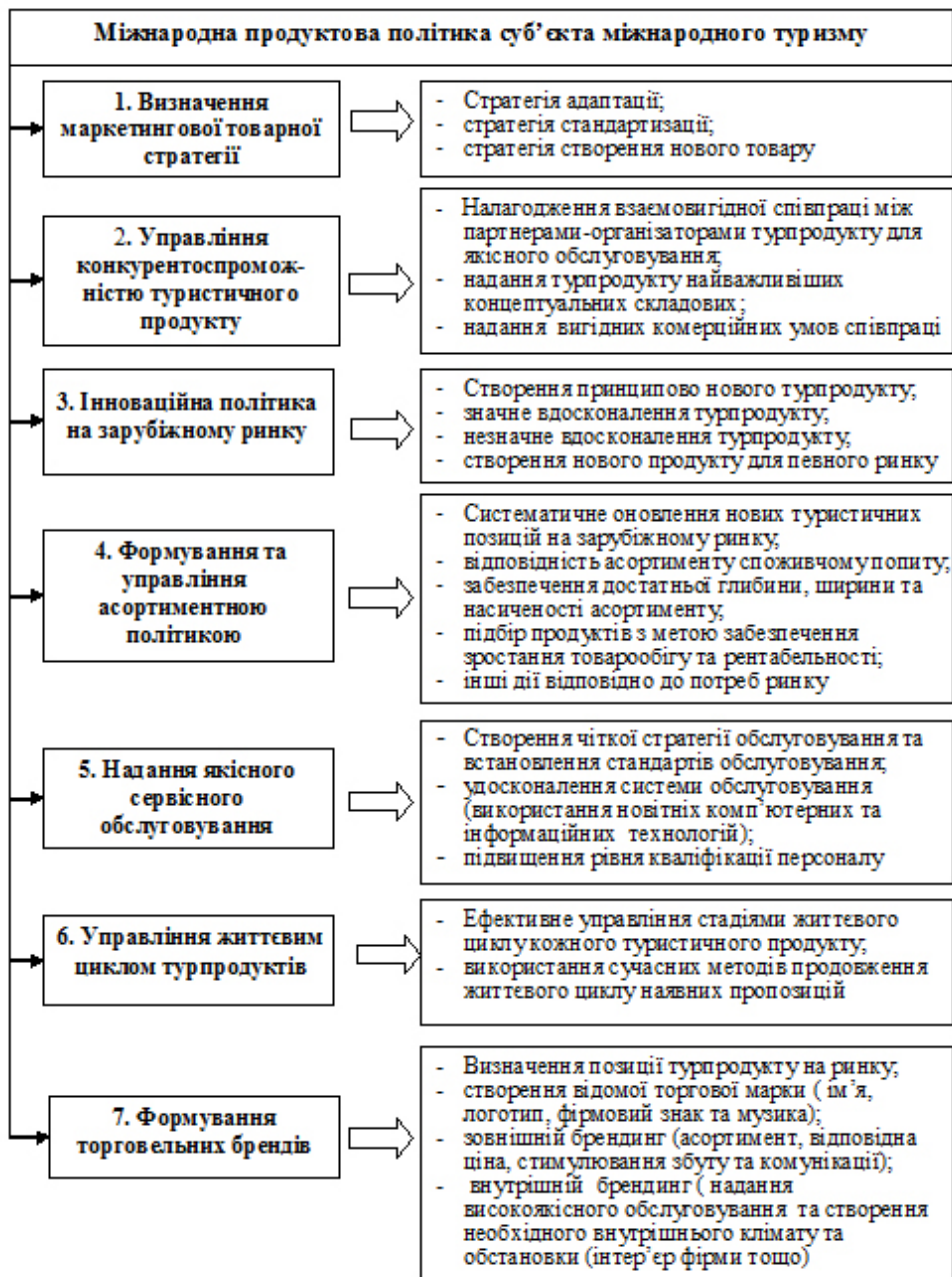 Міжнародна продуктова політика суб’єкта міжнародного туризму
1. Визначення
маркетингової товарної
стратегії
- Стратегія адаптації;
- стратегія стандартизації;
- стратегія створення нового товару
2. Управління
конкурентоспромож-
ністю туристичного
продукту
- Налагодження взаємовигідної співпраці між
партнерами-організаторами турпродукту для
якісного обслуговування;
- надання турпродукту найважливіших
концептуальних складових;
- надання вигідних комерційних умов співпраці
3. Інноваційна політика
на зарубіжному ринку
- Створення принципово нового турпродукту;
- значне вдосконалення турпродукту;
- незначне вдосконалення турпродукту;
- створення нового продукту для певного ринку
4. Формування та
управління
асортиментною
політикою
- Систематичне оновлення нових туристичних
позицій на зарубіжному ринку;
- відповідність асортименту споживчому попиту;
- забезпечення достатньої глибини, ширини та
насиченості асортименту;
- підбір продуктів з метою забезпечення
зростання товарообігу та рентабельності;
- інші дії відповідно до потреб ринку
5. Надання якісного
сервісного
обслуговування
- Створення чіткої стратегії обслуговування та
встановлення стандартів обслуговування;
- удосконалення системи обслуговування
(використання новітніх комп’ютерних та
інформаційних технологій);
- підвищення рівня кваліфікації персоналу
6. Управління життєвим
циклом турпродуктів
- Ефективне управління стадіями життєвого
циклу кожного туристичного продукту;
- використання сучасних методів продовження
життєвого циклу наявних пропозицій
7. Формування
торговельних брендів
- Визначення позиції турпродукту на ринку;
- створення відомої торгової марки ( ім’я,
логотип, фірмовий знак та музика);
- зовнішній брендинг (асортимент, відповідна
ціна, стимулювання збуту та комунікації);
- внутрішній брендинг ( надання
високоякісного обслуговування та створення
необхідного внутрішнього клімату та
обстановки (інтер’єр фірми тощо)